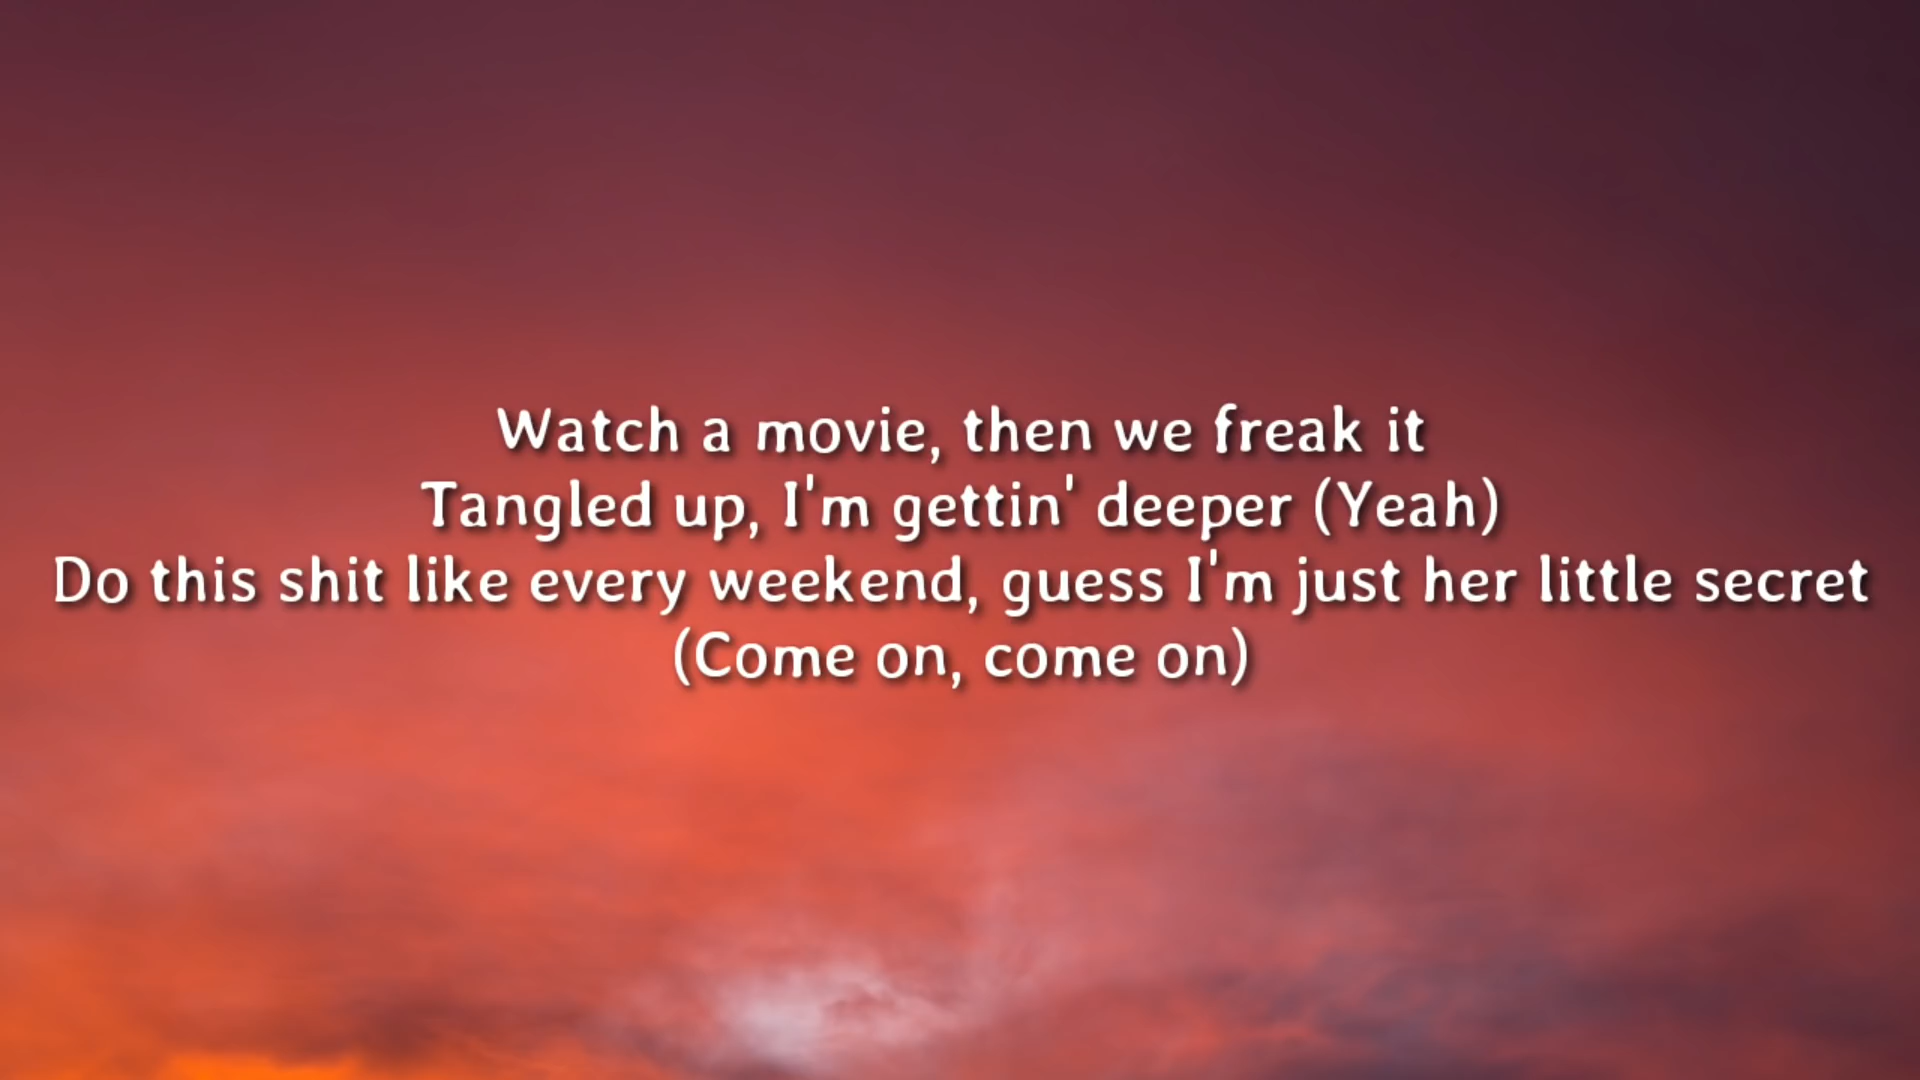 Watch a movie, then we freak it
Tangled up, I'm gettin' deeper (Yeah)
Do this shit like every weekend, guess I'm just her little secret
(Come on, come on)